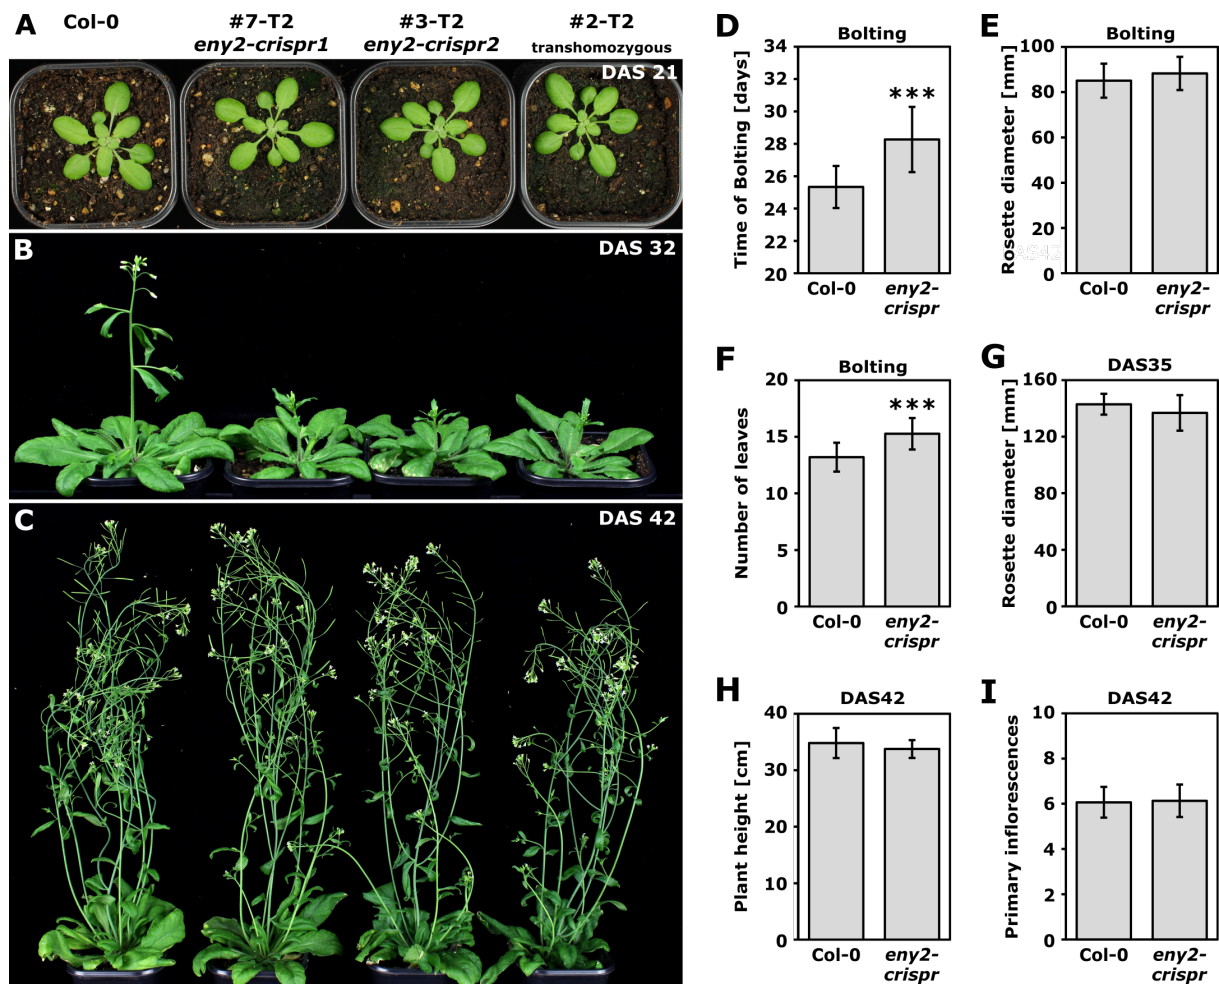 A
Col-0
#7-T2
eny2-crispr1
#3-T2
eny2-crispr2
#2-T2
transhomozygous
DAS 21
B
DAS 32
C
DAS 42
D
Bolting
Time of Bolting [days]
34
32
30
28
26
24
22
20
***
Col-0
eny2-
crispr
E
Bolting
Rosette diameter [mm]
100
80
60
40
20
0
DAS42
Col-0
eny2-
crispr
F
Bolting
Number of leaves
20
15
10
5
0
***
Col-0
eny2-
crispr
G
DAS35
Rosette diameter [mm]
160
120
80
40
0
Col-0
eny2-
crispr
H
DAS42
Plant height [cm]
40
30
20
10
0
Col-0
eny2-
crispr
I
DAS42
Primary inflorescences
10
8
6
4
2
0
Col-0
eny2-
crispr